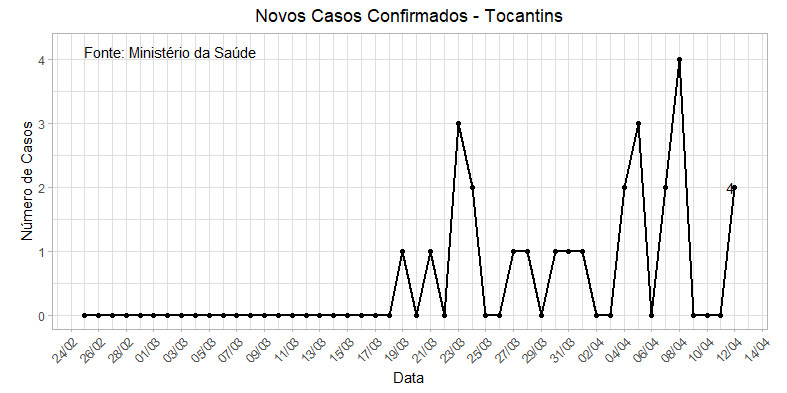 Novos Casos Confirmados - Tocantins
Fonte: Ministério da Saúde
Número de Casos
4
3
2
1
0
4
24/02 26/02 28/02 01/03 03/03 05/03 07/03 09/03 11/03 13/03 15/03 17/03 19/03 21/03 23/03 25/03 27/03 29/03 31/03 02/04 04/04 06/04 08/04 10/04 12/04 14/04
Data